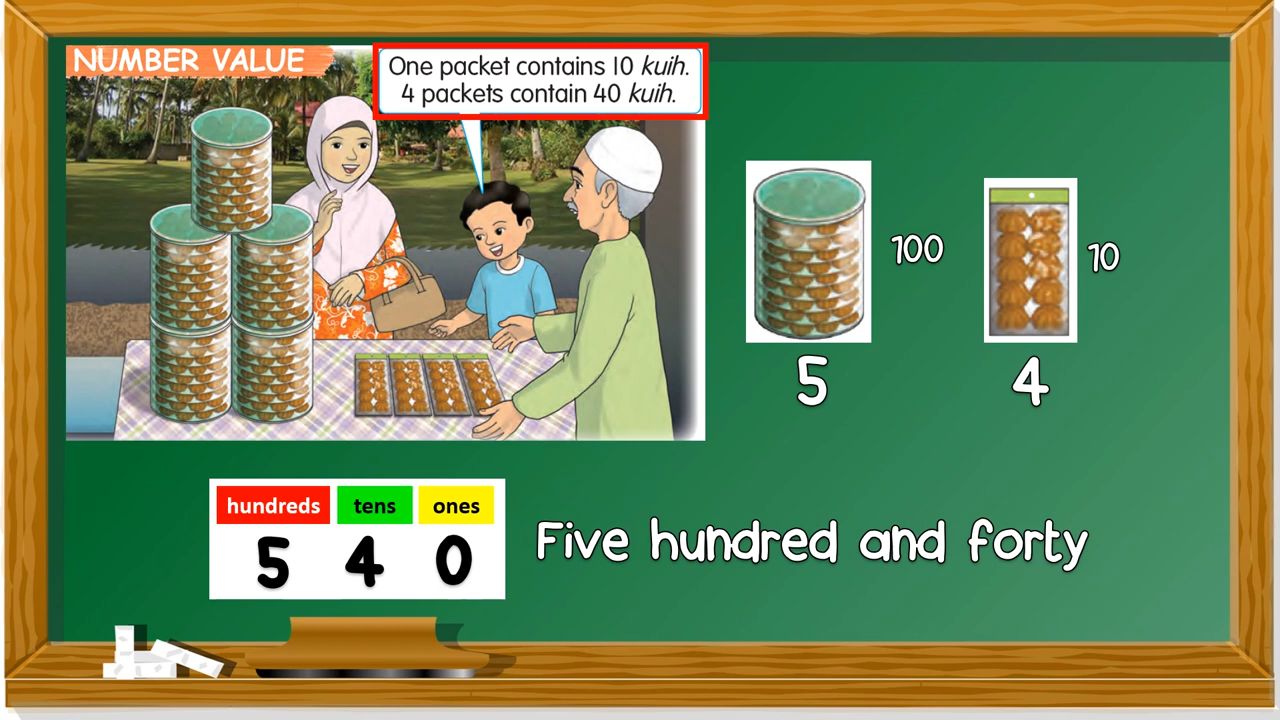 NUMBER VALUE
One packet contains 10 kuih.
4 packets contain 40 kuih.
100
10
5
4
hundreds tens ones
5 4 0
Five hundred and forty